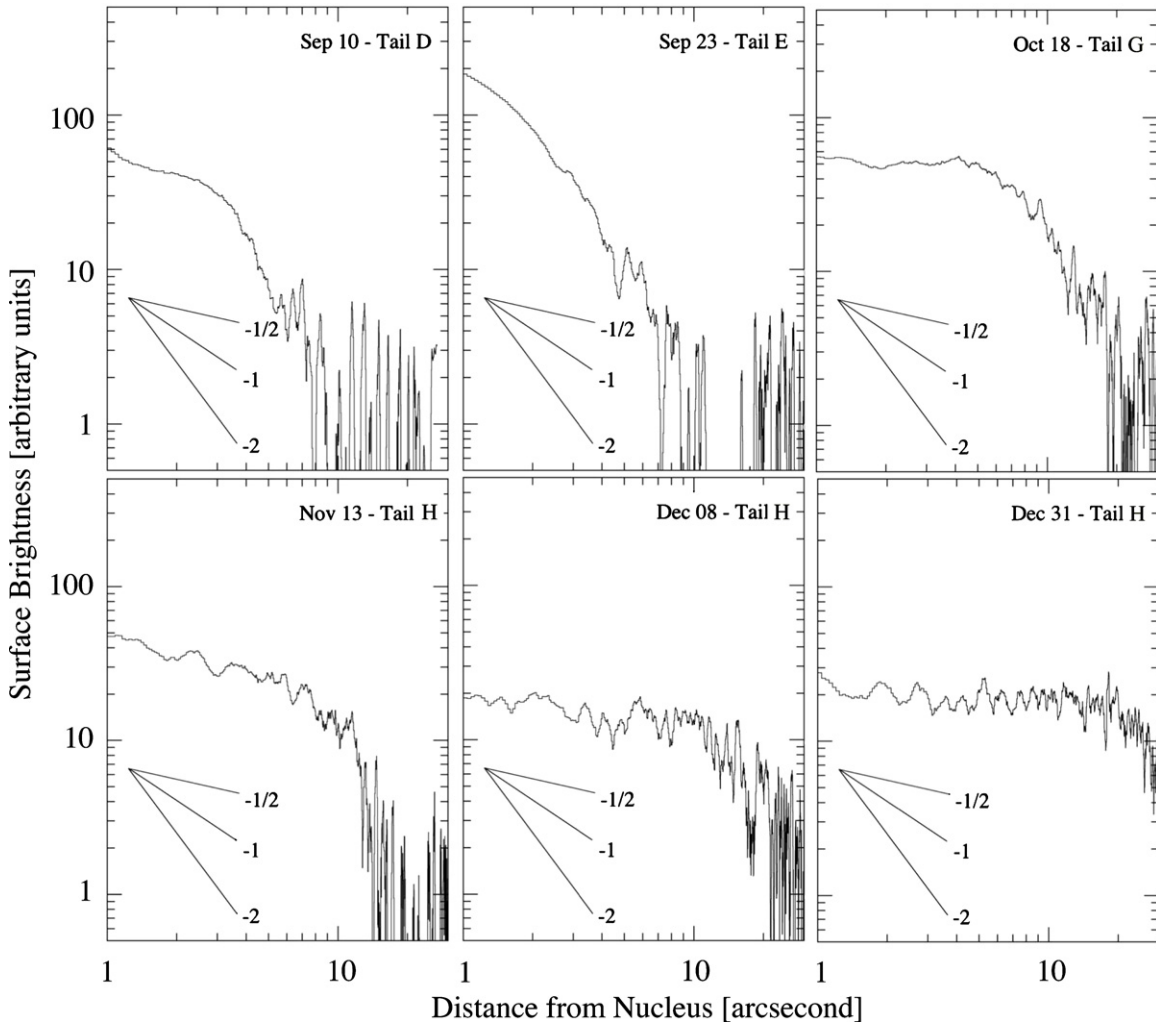 Sep 10 - Tail D
Sep 23 - Tail E
Oct 18 - Tail G
100
10
1
-1/2
-1
-2
-1/2
-1
-2
-1/2
-1
-2
Surface Brightness [arbitrary units]
Nov 13 - Tail H
Dec 08 - Tail H
Dec 31 - Tail H
100
10
1
-1/2
-1
-2
-1/2
-1
-2
-1/2
-1
-2
1 10 1 10 1 10
Distance from Nucleus [arcsecond]